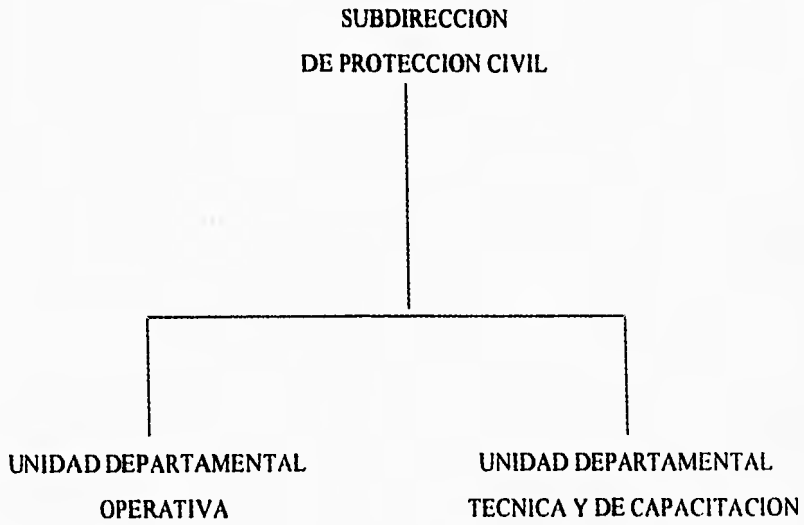 SUBDIRECCION
DE PROTECCION CIVIL
UNIDAD DEPARTAMENTAL
OPERATIVA
UNIDAD DEPARTAMENTAL
TECNICA Y DE CAPACITACION